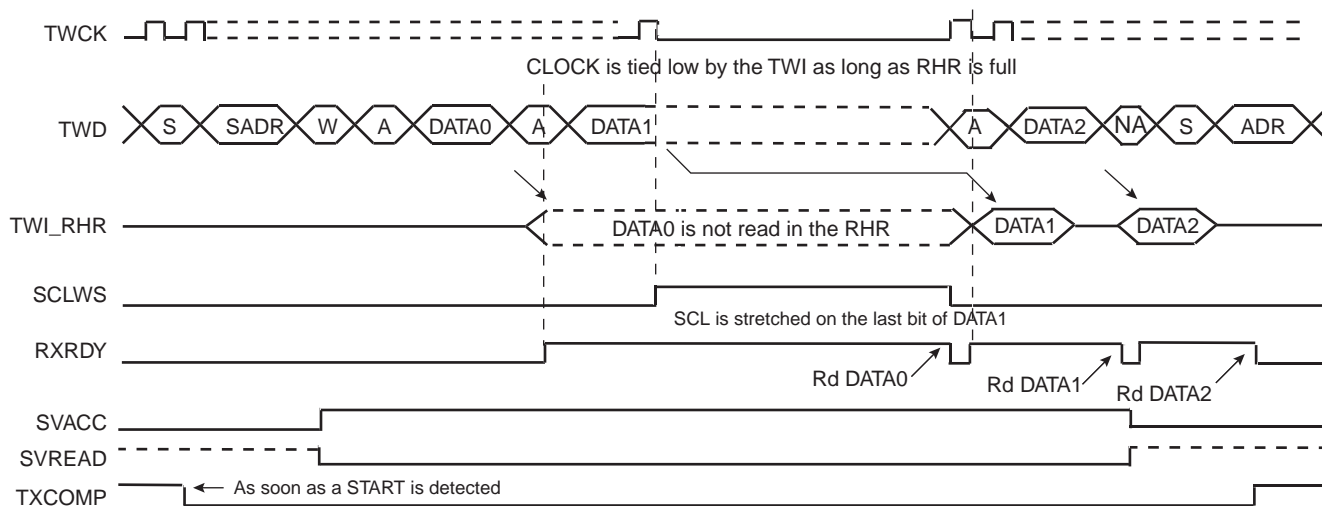 TWCK
CLOCK is tied low by the TWI as long as RHR is full
TWD S SADR W A DATA0 A DATA1 A DATA2 NA S ADR
TWI_RHR DATA0 is not read in the RHR DATA1 DATA2
SCLWS
SCL is stretched on the last bit of DATA1
RXRDY
Rd DATA0 Rd DATA1 Rd DATA2
SVACC
SVREAD
As soon as a START is detected
TXCOMP